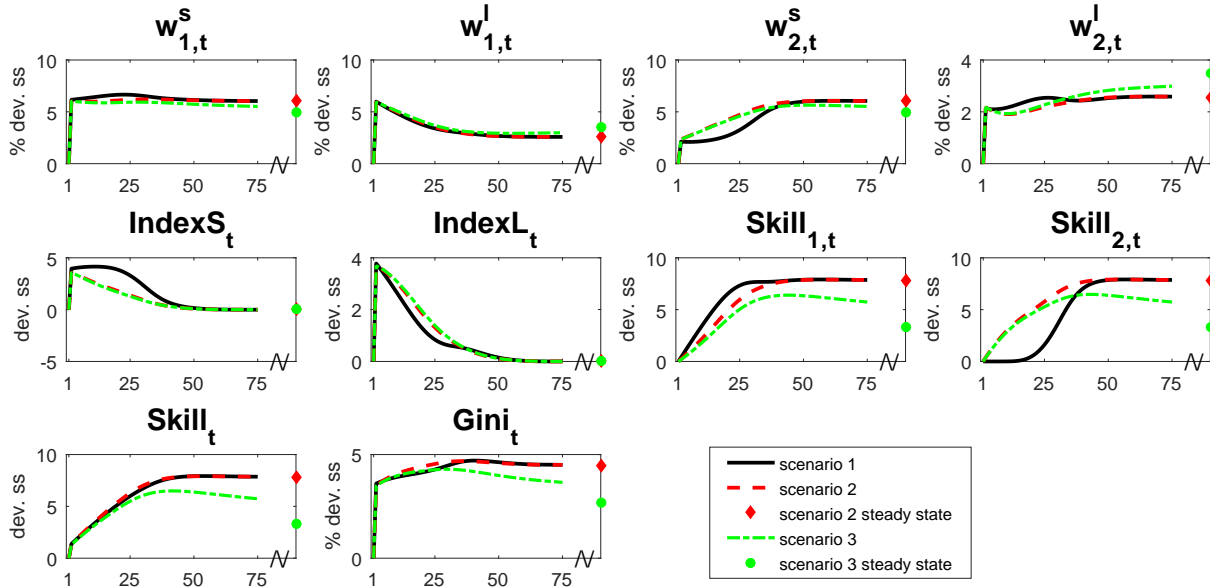 w^s_{1,t}
w^l_{1,t}
w^s_{2,t}
w^l_{2,t}
% dev. ss
10
5
0
1 25 50 75
% dev. ss
10
5
0
1 25 50 75
% dev. ss
10
5
0
1 25 50 75
% dev. ss
4
2
0
1 25 50 75
IndexS_t
IndexL_t
Skill_{1,t}
Skill_{2,t}
dev. ss
5
0
-5
1 25 50 75
dev. ss
4
2
0
1 25 50 75
dev. ss
10
5
0
1 25 50 75
dev. ss
10
5
0
1 25 50 75
Skill_t
Gini_t
dev. ss
10
5
0
1 25 50 75
% dev. ss
5
0
1 25 50 75
scenario 1
scenario 2
scenario 2 steady state
scenario 3
scenario 3 steady state